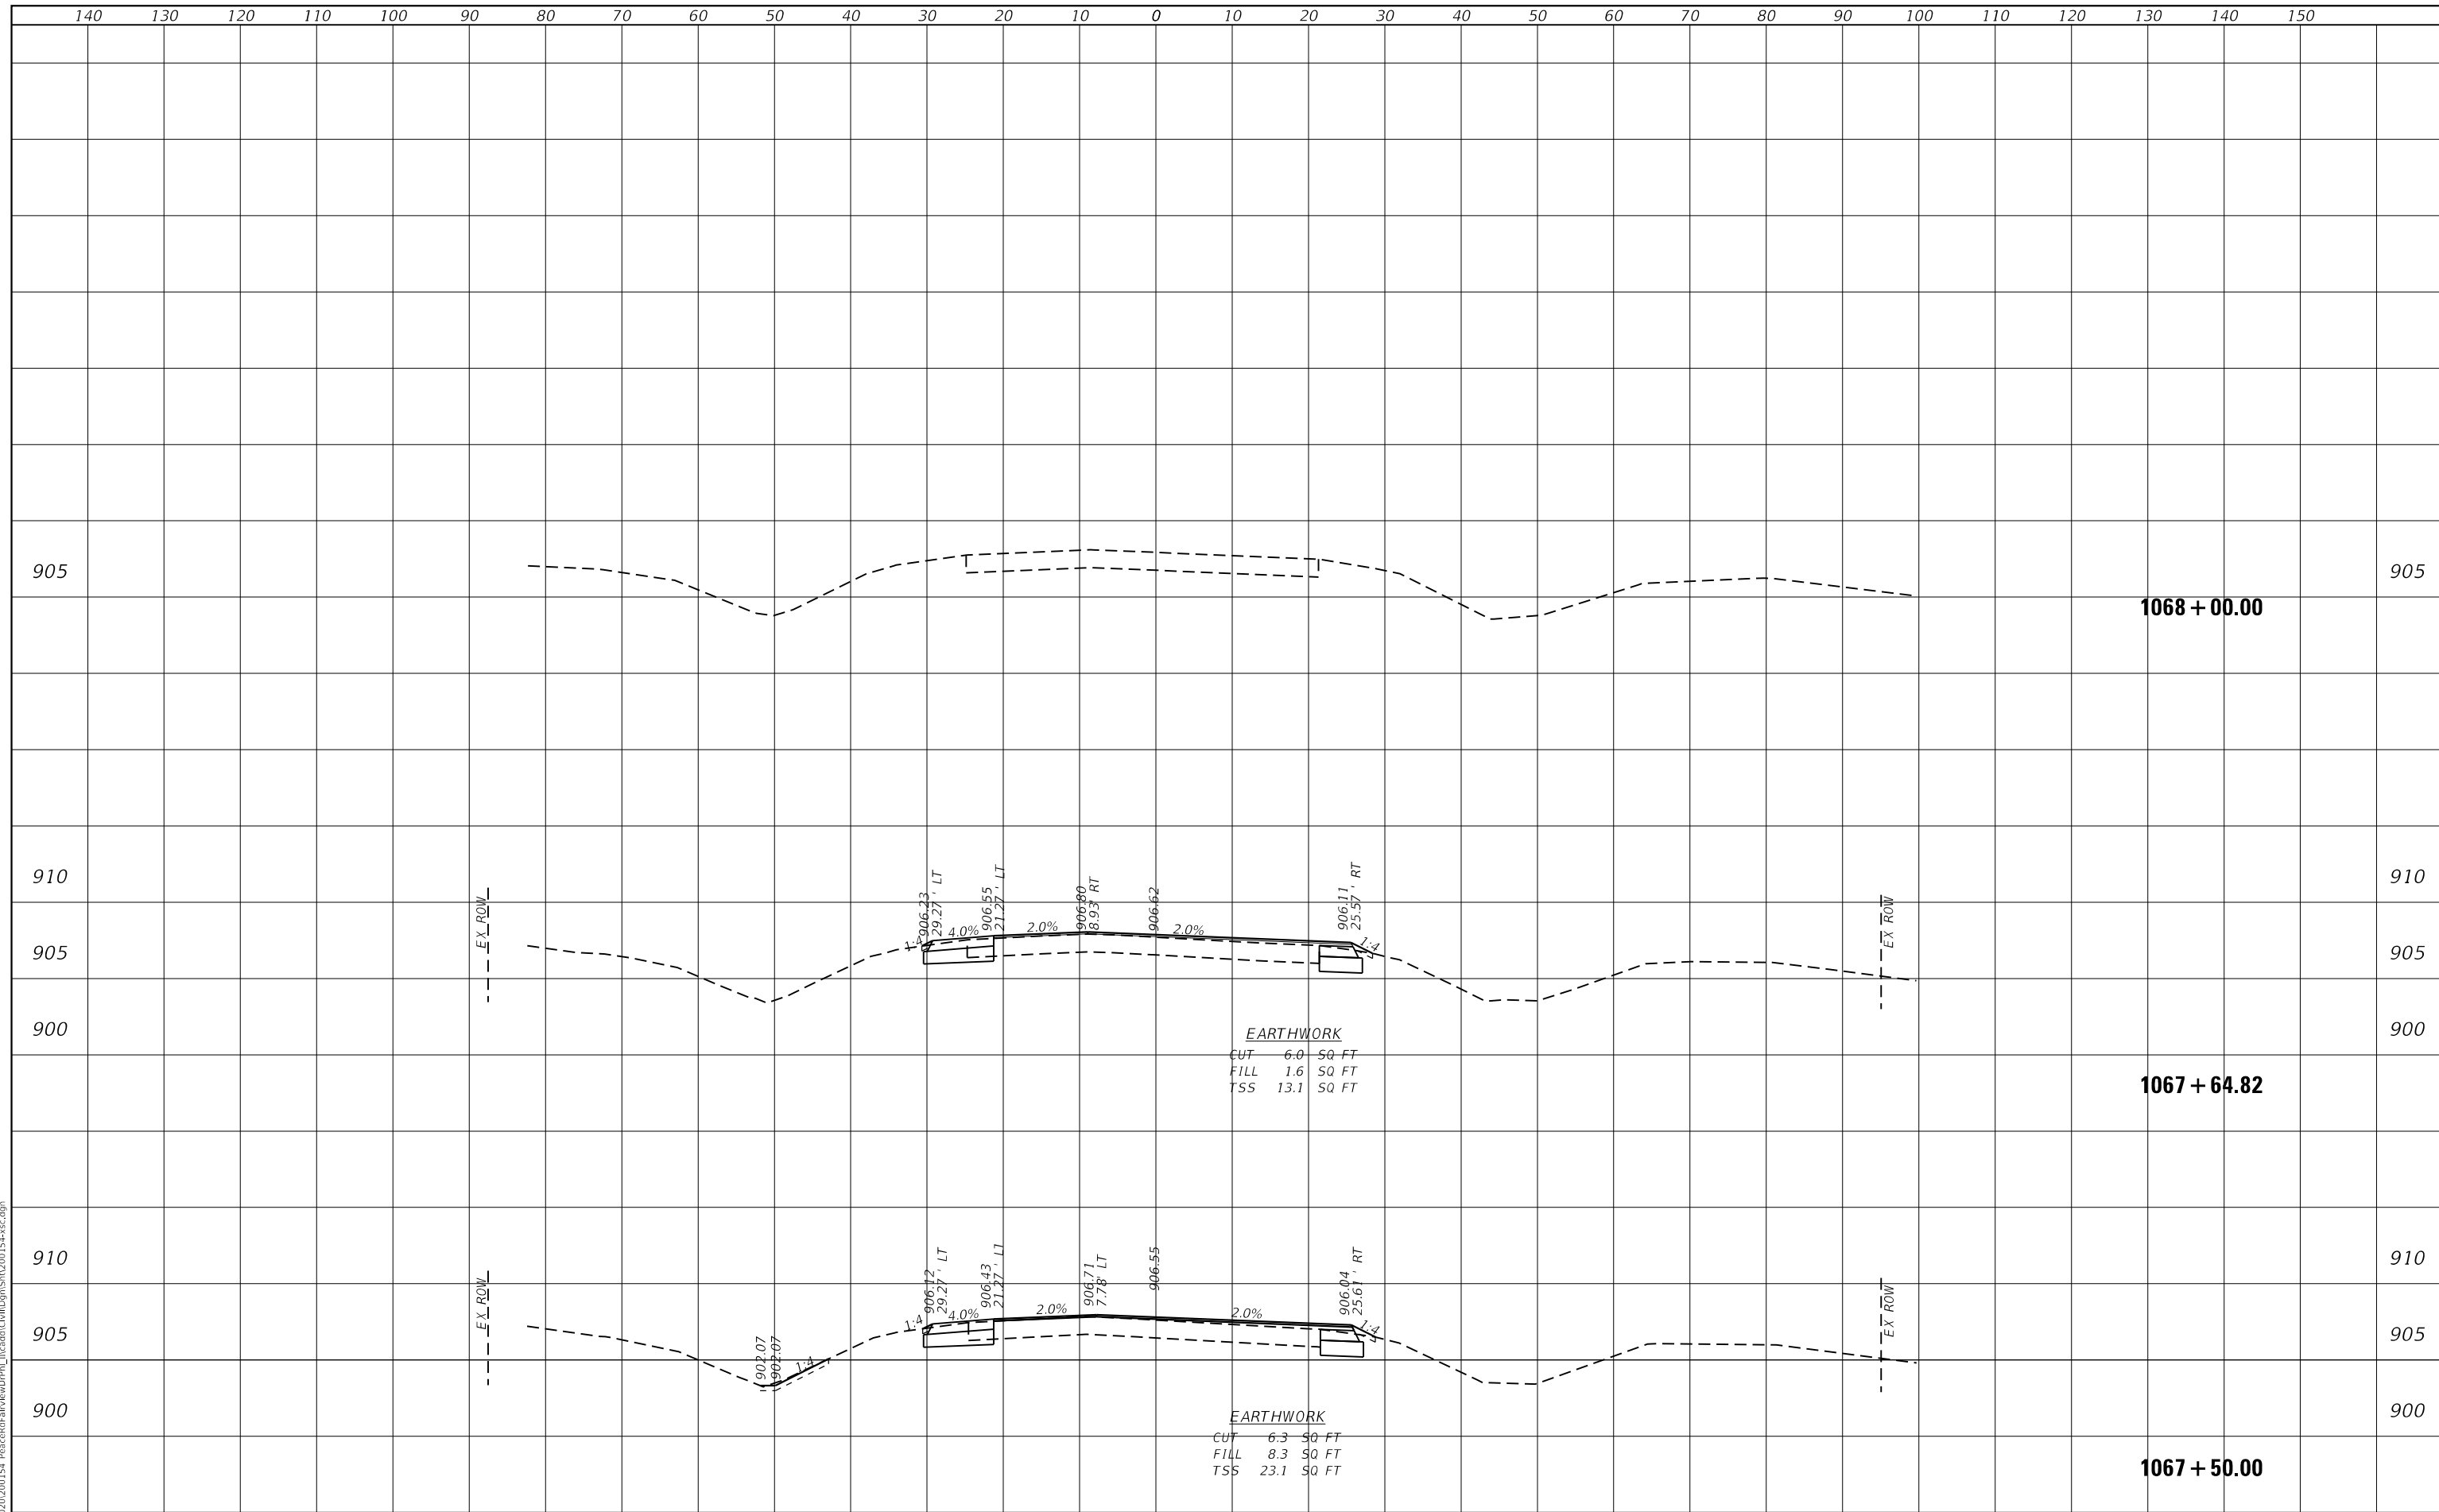 140 130 120 110 100 90 80 70 60 50 40 30 20 10 0 10 20 30 40 50 60 70 80 90 100 110 120 130 140 150
905 905
1068+00.00
910 910
EX ROW
906.23
29.27' LT
906.55
21.27' LT
906.80
8.93' RT
906.62
906.11
25.57' RT
EX ROW
1:4 4.0% 2.0% 2.0% 1:4
905 905
900 900
EARTHWORK
CUT 6.0 SQ FT
FILL 1.6 SQ FT
TSS 13.1 SQ FT
1067+64.82
910 910
EX ROW
906.12
29.27' LT
906.43
21.27' LT
906.71
7.78' LT
906.55
906.04
25.61' RT
EX ROW
1:4 4.0% 2.0% 2.0% 1:4
905 905
902.07
902.07
1:4
900 900
EARTHWORK
CUT 6.3 SQ FT
FILL 8.3 SQ FT
TSS 23.1 SQ FT
1067+50.00